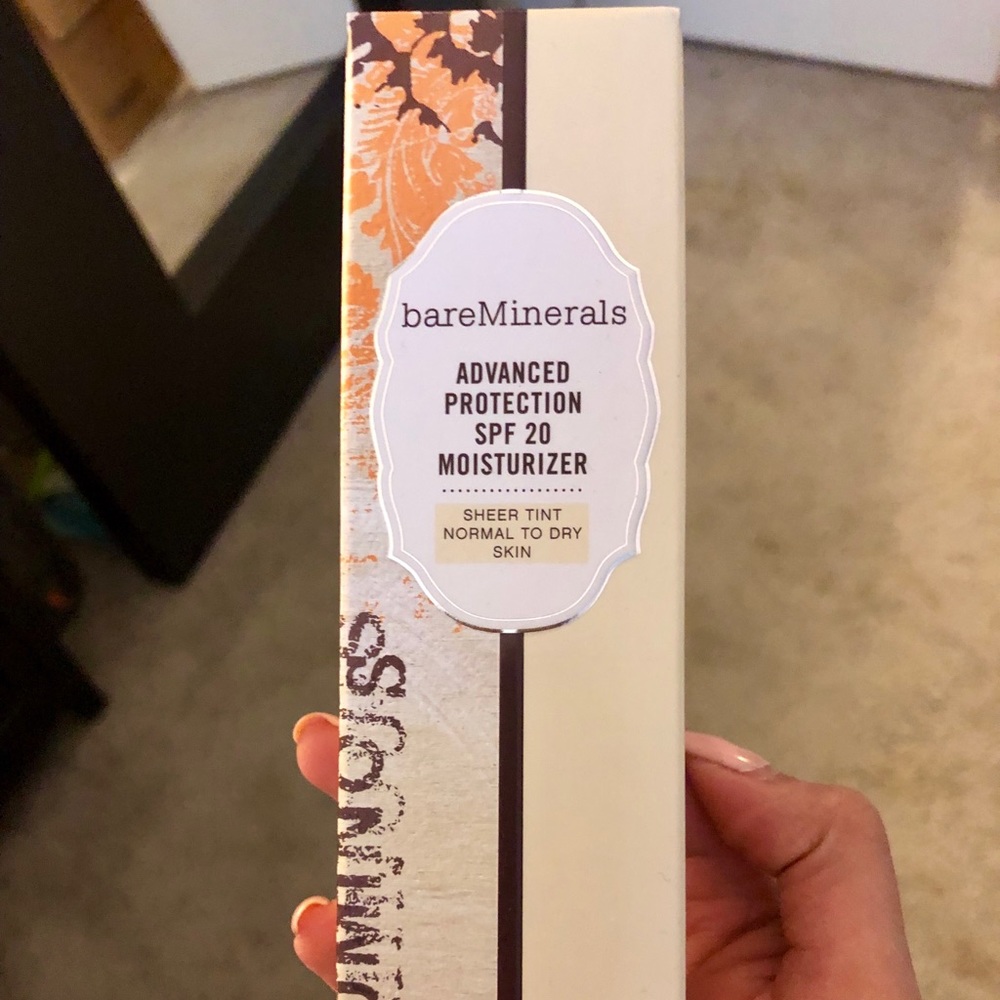 bareMinerals
ADVANCED
PROTECTION
SPF 20
MOISTURIZER
SHEER TINT
NORMAL TO DRY
SKIN